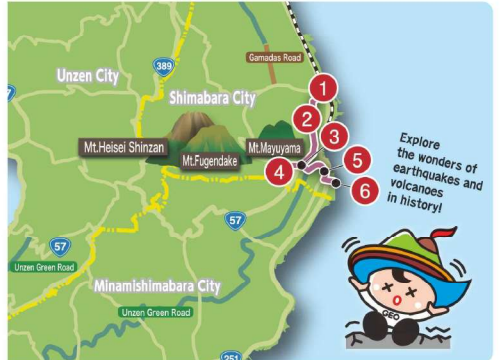 Gamadas Road
389
Unzen City
Shimabara City
1
2
3
Mt.Heisei Shinzan
Mt.Fugendake
Mt.Mayuyama
4
5
6
Explore
the wonders of
earthquakes and
volcanoes
in history!
57
57
Unzen Green Road
Minamishimabara City
Unzen Green Road
GEO
251